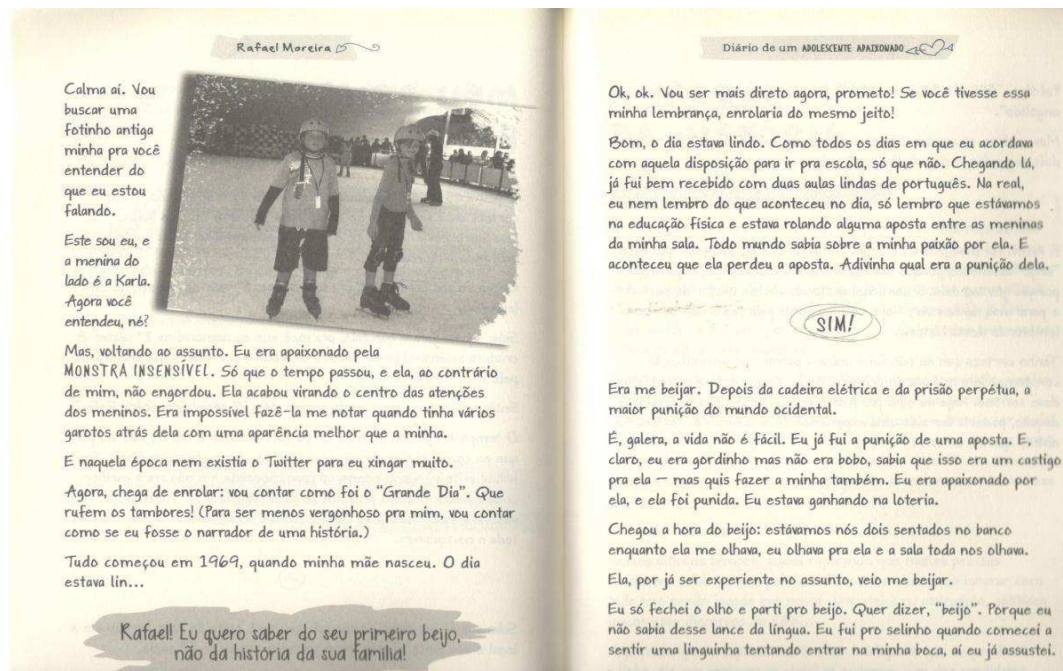 Rafael Moreira
Calma aí. Vou
buscar uma
fotinho antiga
minha pra você
entender do
que eu estou
falando.
Este sou eu, e
a menina do
lado é a Karla.
Agora você
entendeu, né?
Mas, voltando ao assunto. Eu era apaixonado pela
MONSTRA INSENSÍVEL. Só que o tempo passou, e ela, ao contrário
de mim, não engordou. Ela acabou virando o centro das atenções
dos meninos. Era impossível fazê-la me notar quando tinha vários
garotos atrás dela com uma aparência melhor que a minha.
E naquela época nem existia o Twitter para eu xingar muito.
Agora, chega de enrolar: vou contar como foi o "Grande Dia". Que
rufem os tambores! (Para ser menos vergonhoso pra mim, vou contar
como se eu fosse o narrador de uma história.)
Tudo começou em 1969, quando minha mãe nasceu. O dia
estava lin...
Rafael! Eu quero saber do seu primeiro beijo,
não da história da sua família!
Diário de um ADOLESCENTE APAIXONADO
Ok, ok. Vou ser mais direto agora, prometo! Se você tivesse essa
minha lembrança, enrolaria do mesmo jeito!
Bom, o dia estava lindo. Como todos os dias em que eu acordava
com aquela disposição para ir pra escola, só que não. Chegando lá,
já fui bem recebido com duas aulas lindas de português. Na real,
eu nem lembro do que aconteceu no dia, só lembro que estávamos
na educação física e estava rolando alguma aposta entre as meninas
da minha sala. Todo mundo sabia sobre a minha paixão por ela. E
aconteceu que ela perdeu a aposta. Adivinha qual era a punição dela.
SIM!
Era me beijar. Depois da cadeira elétrica e da prisão perpétua, a
maior punição do mundo ocidental.
É, galera, a vida não é fácil. Eu já fui a punição de uma aposta. E,
claro, eu era gordinho mas não era bobo, sabia que isso era um castigo
pra ela – mas quis fazer a minha também. Eu era apaixonado por
ela, e ela foi punida. Eu estava ganhando na loteria.
Chegou a hora do beijo: estávamos nós dois sentados no banco
enquanto ela me olhava, eu olhava pra ela e a sala toda nos olhava.
Ela, por já ser experiente no assunto, veio me beijar.
Eu só fechei o olho e parti pro beijo. Quer dizer, "beijo". Porque eu
não sabia desse lance da língua. Eu fui pro selinho quando comecei a
sentir uma linguinha tentando entrar na minha boca, aí eu já assustei.